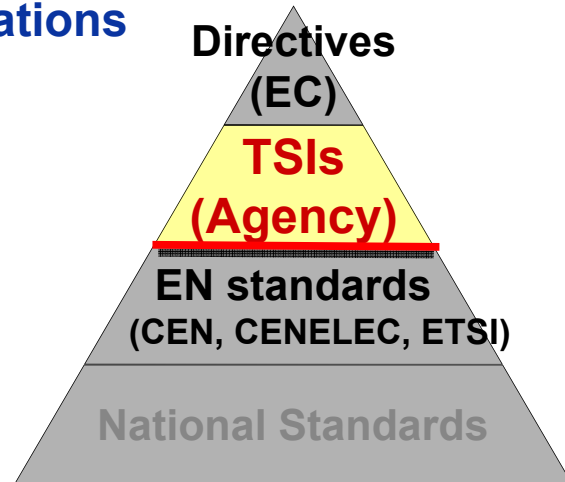 ations
Directives
(EC)
TSIs
(Agency)
EN standards
(CEN, CENELEC, ETSI)
National Standards